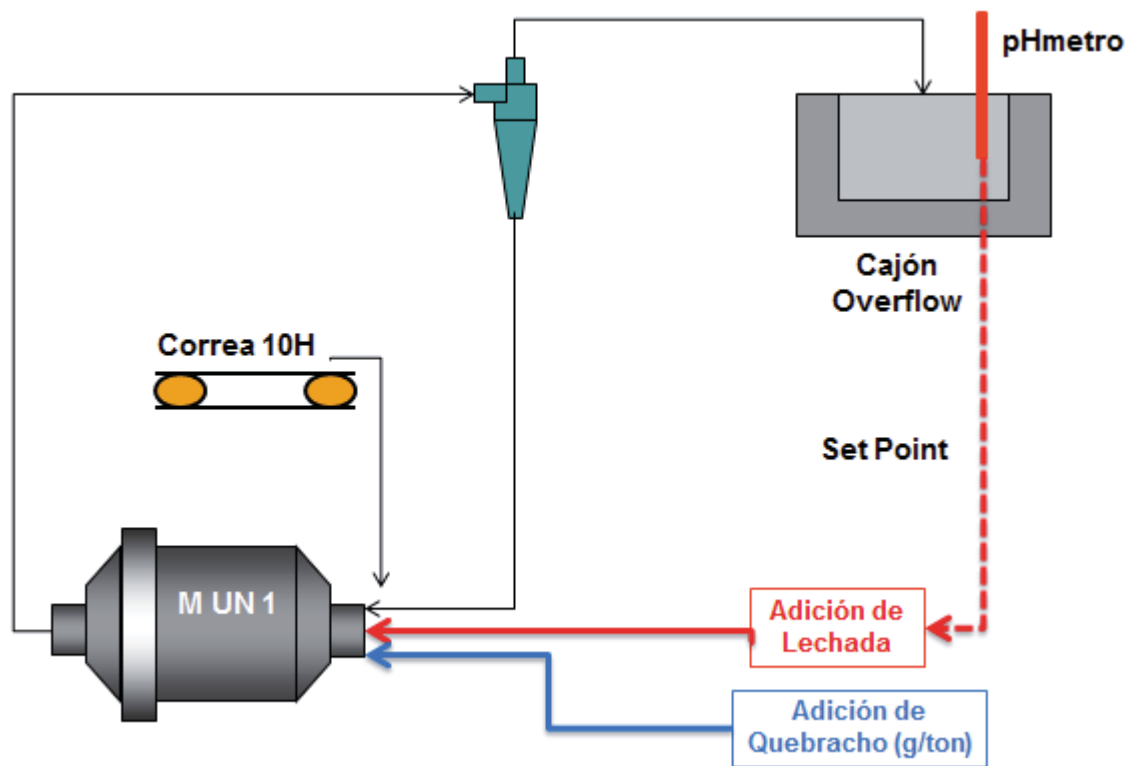 pHmetro
Cajón
Overflow
Correa 10H
Set Point
M UN 1
Adición de
Lechada
Adición de
Quebracho (g/ton)